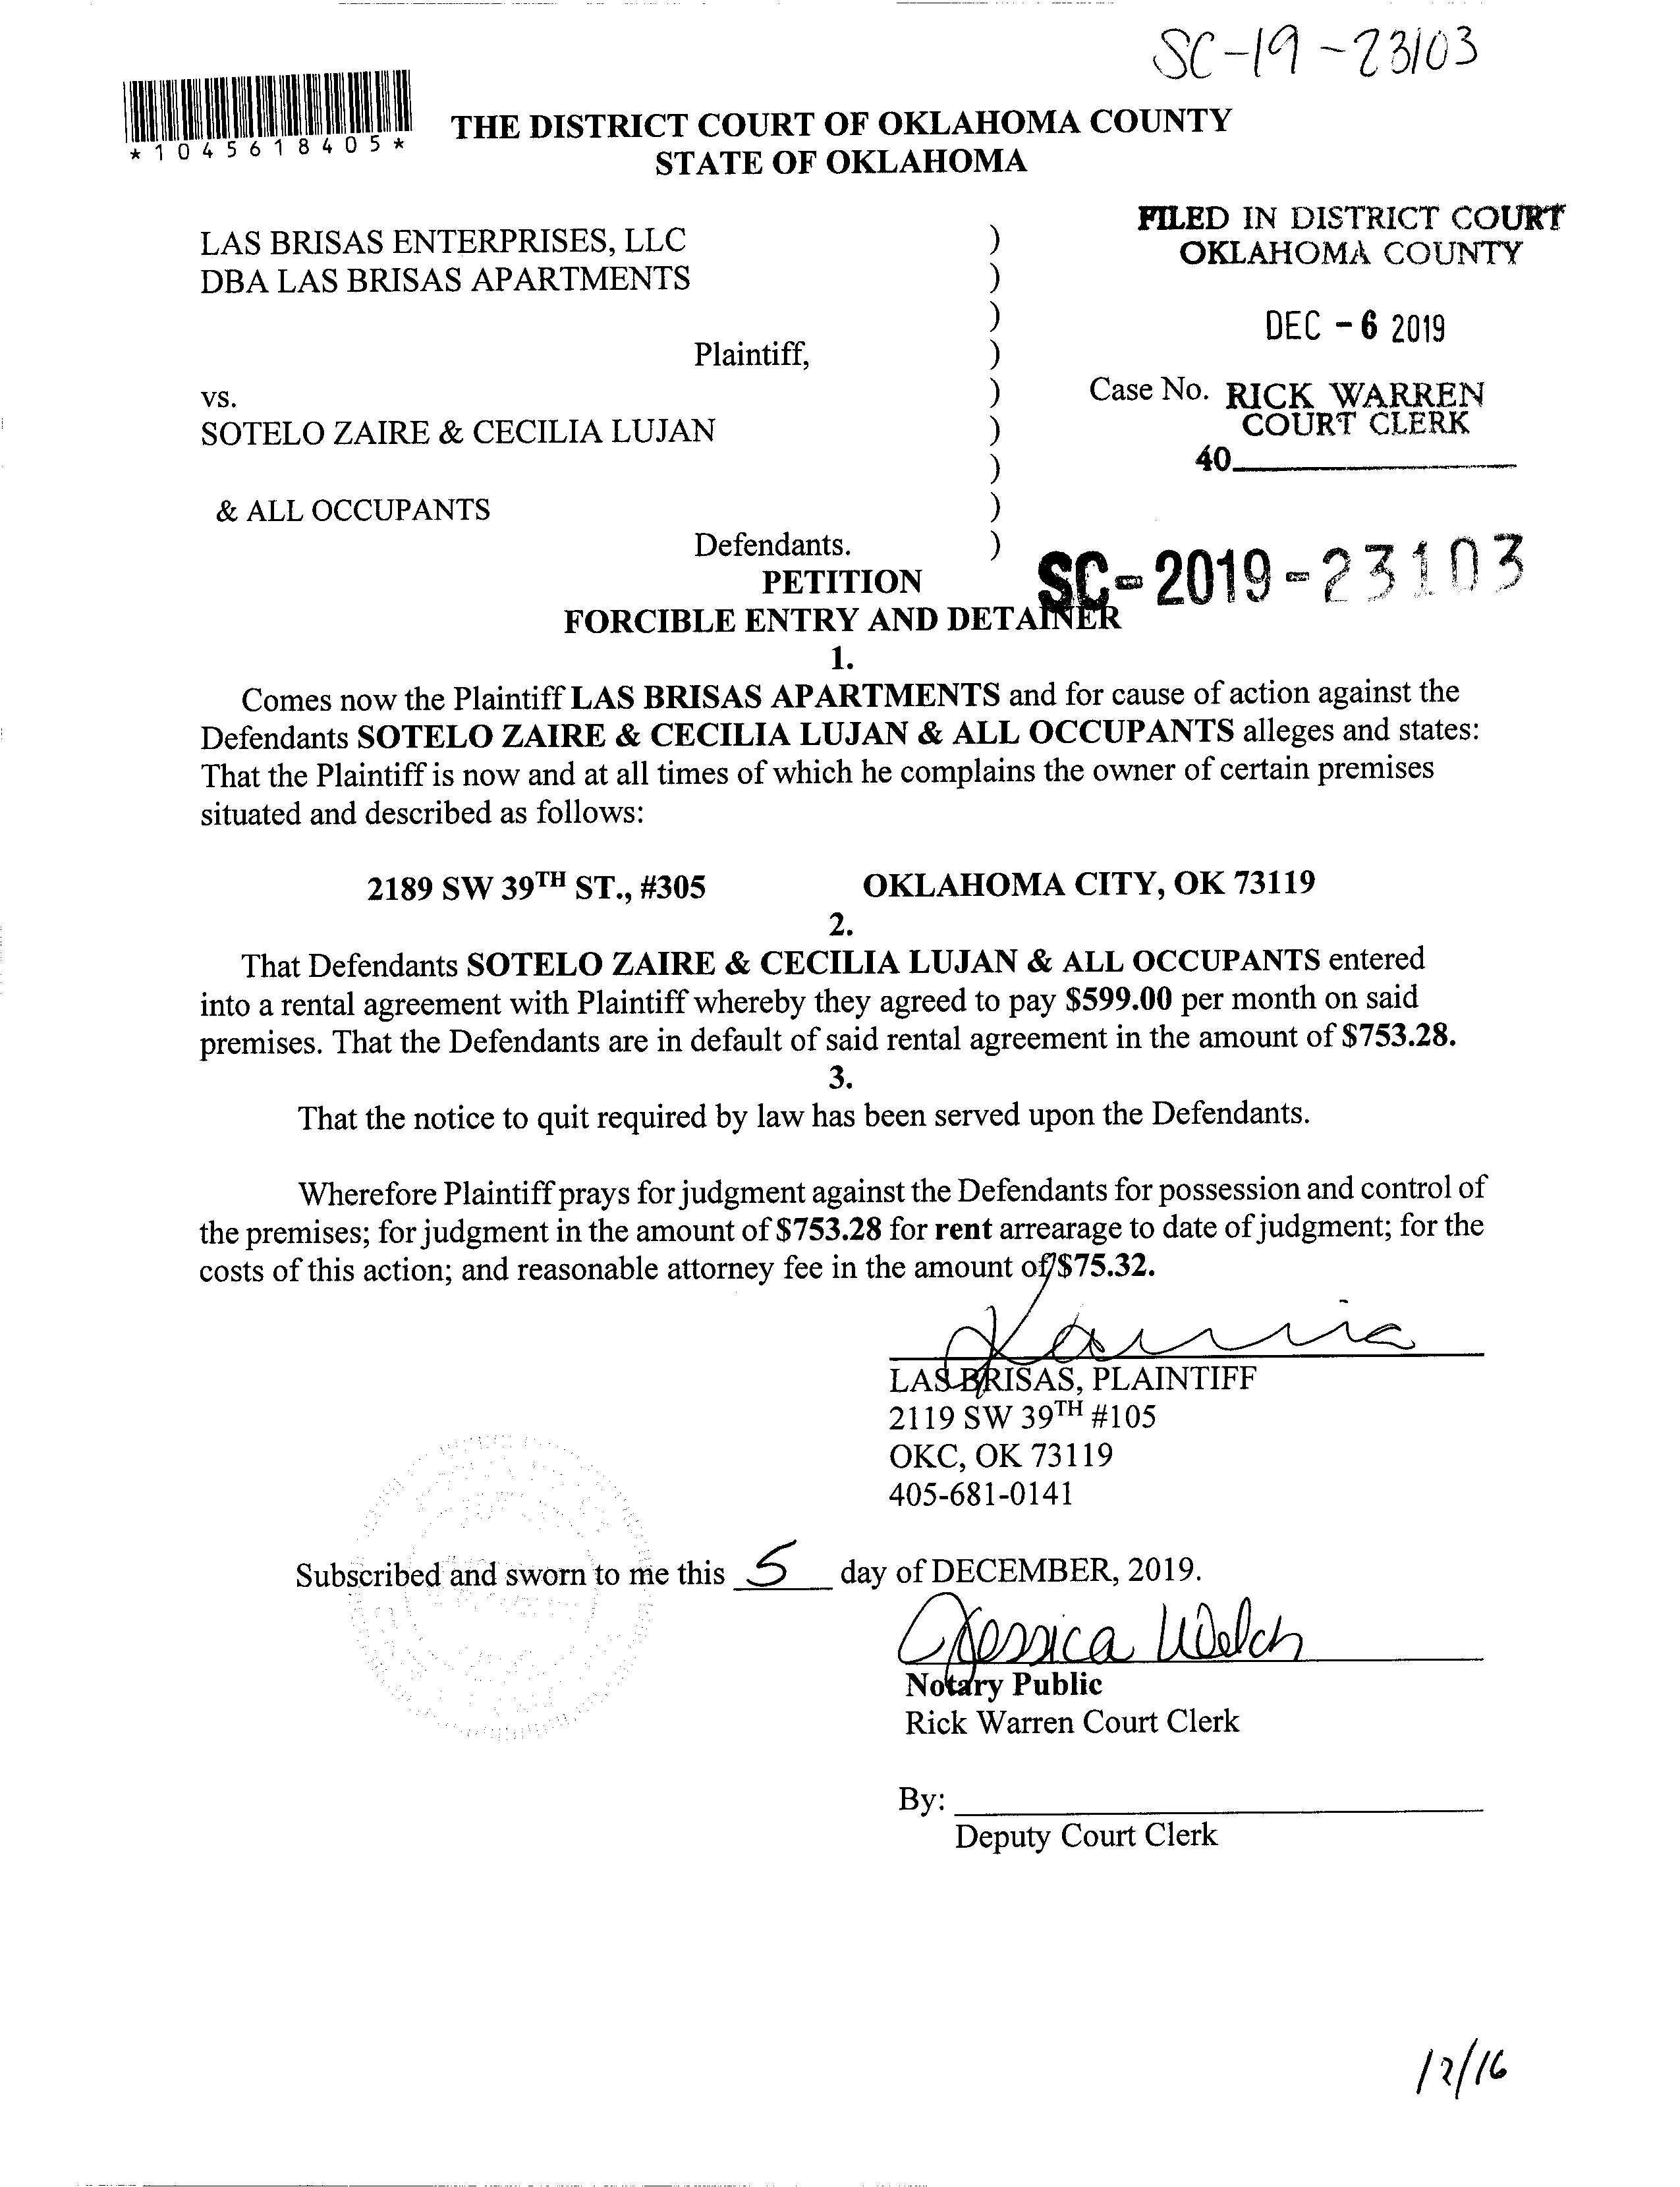 SC-19-23103
*1045618405*
THE DISTRICT COURT OF OKLAHOMA COUNTY
STATE OF OKLAHOMA
FILED IN DISTRICT COURT
OKLAHOMA COUNTY
LAS BRISAS ENTERPRISES, LLC )
DBA LAS BRISAS APARTMENTS )
)
DEC - 6 2019
Plaintiff, )
vs. )
Case No. RICK WARREN
COURT CLERK
SOTELO ZAIRE & CECILIA LUJAN )
)
40
& ALL OCCUPANTS )
Defendants. )
SC-2019-23103
PETITION
FORCIBLE ENTRY AND DETAINER
1.
Comes now the Plaintiff LAS BRISAS APARTMENTS and for cause of action against the
Defendants SOTELO ZAIRE & CECILIA LUJAN & ALL OCCUPANTS alleges and states:
That the Plaintiff is now and at all times of which he complains the owner of certain premises
situated and described as follows:
2189 SW 39TH ST., #305 OKLAHOMA CITY, OK 73119
2.
That Defendants SOTELO ZAIRE & CECILIA LUJAN & ALL OCCUPANTS entered
into a rental agreement with Plaintiff whereby they agreed to pay $599.00 per month on said
premises. That the Defendants are in default of said rental agreement in the amount of $753.28.
3.
That the notice to quit required by law has been served upon the Defendants.
Wherefore Plaintiff prays for judgment against the Defendants for possession and control of
the premises; for judgment in the amount of $753.28 for rent arrearage to date of judgment; for the
costs of this action; and reasonable attorney fee in the amount of $75.32.
LAS BRISAS, PLAINTIFF
2119 SW 39TH #105
OKC, OK 73119
405-681-0141
Subscribed and sworn to me this 5 day of DECEMBER, 2019.
Jessica Welch
Notary Public
Rick Warren Court Clerk
By:
Deputy Court Clerk
12/16